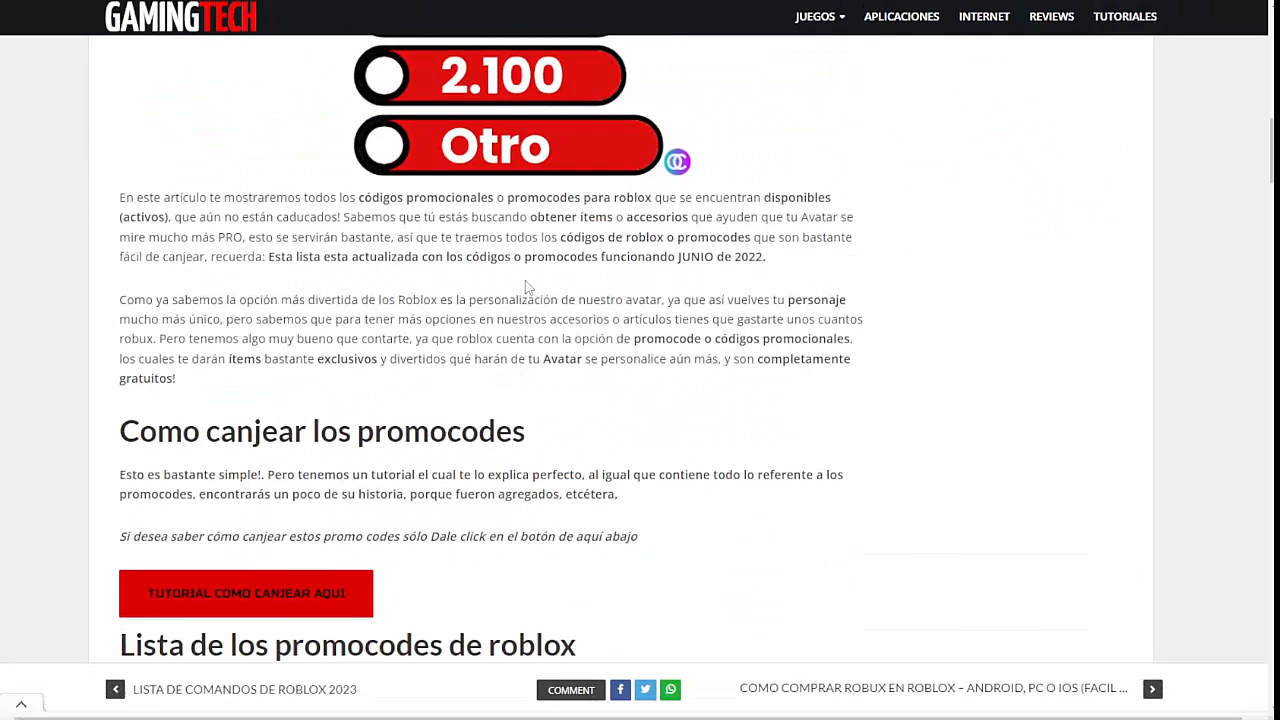 GAMINGTECH
JUEGOS APLICACIONES INTERNET REVIEWS TUTORIALES
2.100
Otro
En este artículo te mostraremos todos los códigos promocionales o promocodes para roblox que se encuentran disponibles
(activos), que aún no están caducados! Sabemos que tú estás buscando obtener ítems o accesorios que ayuden que tu Avatar se
mire mucho más PRO, esto se servirán bastante, así que te traemos todos los códigos de roblox o promocodes que son bastante
fácil de canjear, recuerda: Esta lista esta actualizada con los códigos o promocodes funcionando JUNIO de 2022.
Como ya sabemos la opción más divertida de los Roblox es la personalización de nuestro avatar, ya que así vuelves tu personaje
mucho más único, pero sabemos que para tener más opciones en nuestros accesorios o artículos tienes que gastarte unos cuantos
robux. Pero tenemos algo muy bueno que contarte, ya que roblox cuenta con la opción de promocode o códigos promocionales,
los cuales te darán ítems bastante exclusivos y divertidos qué harán de tu Avatar se personalice aún más, y son completamente
gratuitos!
Como canjear los promocodes
Esto es bastante simple!. Pero tenemos un tutorial el cual te lo explica perfecto, al igual que contiene todo lo referente a los
promocodes, encontrarás un poco de su historia, porque fueron agregados, etcétera,
Si desea saber cómo canjear estos promo codes sólo Dale click en el botón de aquí abajo
TUTORIAL COMO CANJEAR AQUI
Lista de los promocodes de roblox
LISTA DE COMANDOS DE ROBLOX 2023
COMMENT
COMO COMPRAR ROBUX EN ROBLOX – ANDROID, PC O IOS (FACIL ...